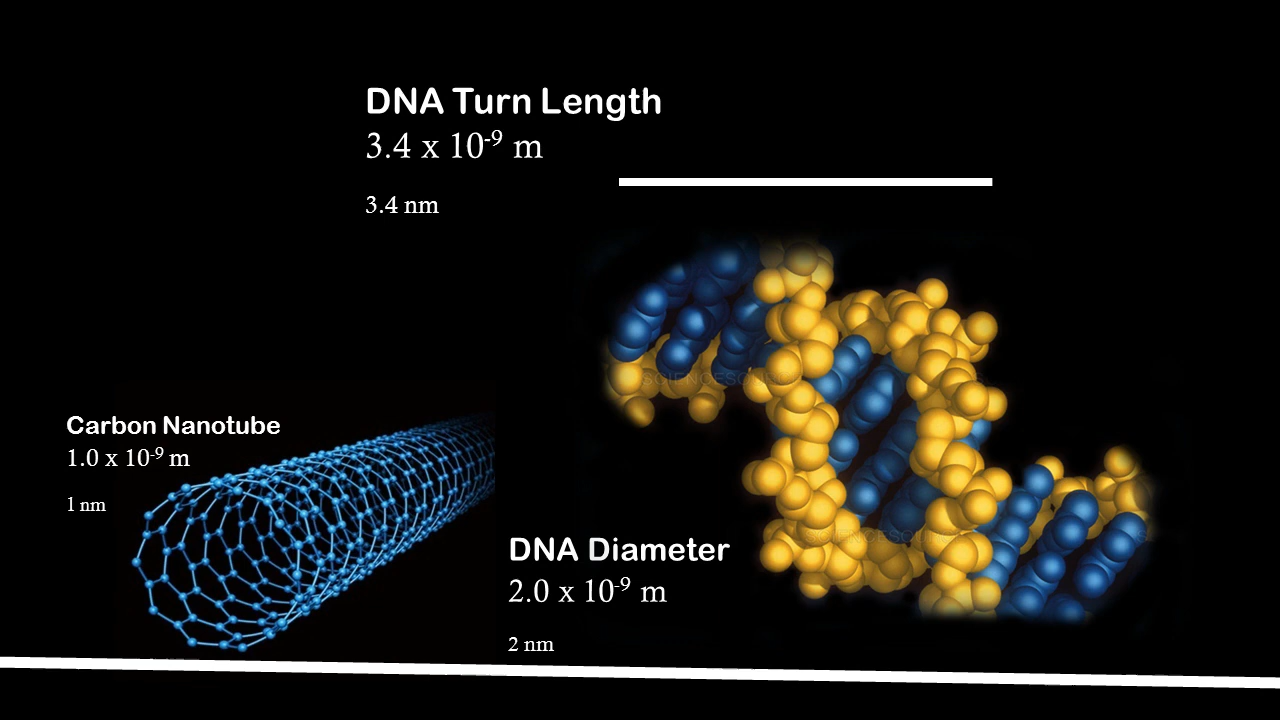 DNA Turn Length
3.4 x 10⁻⁹ m
3.4 nm
Carbon Nanotube
1.0 x 10⁻⁹ m
1 nm
DNA Diameter
2.0 x 10⁻⁹ m
2 nm